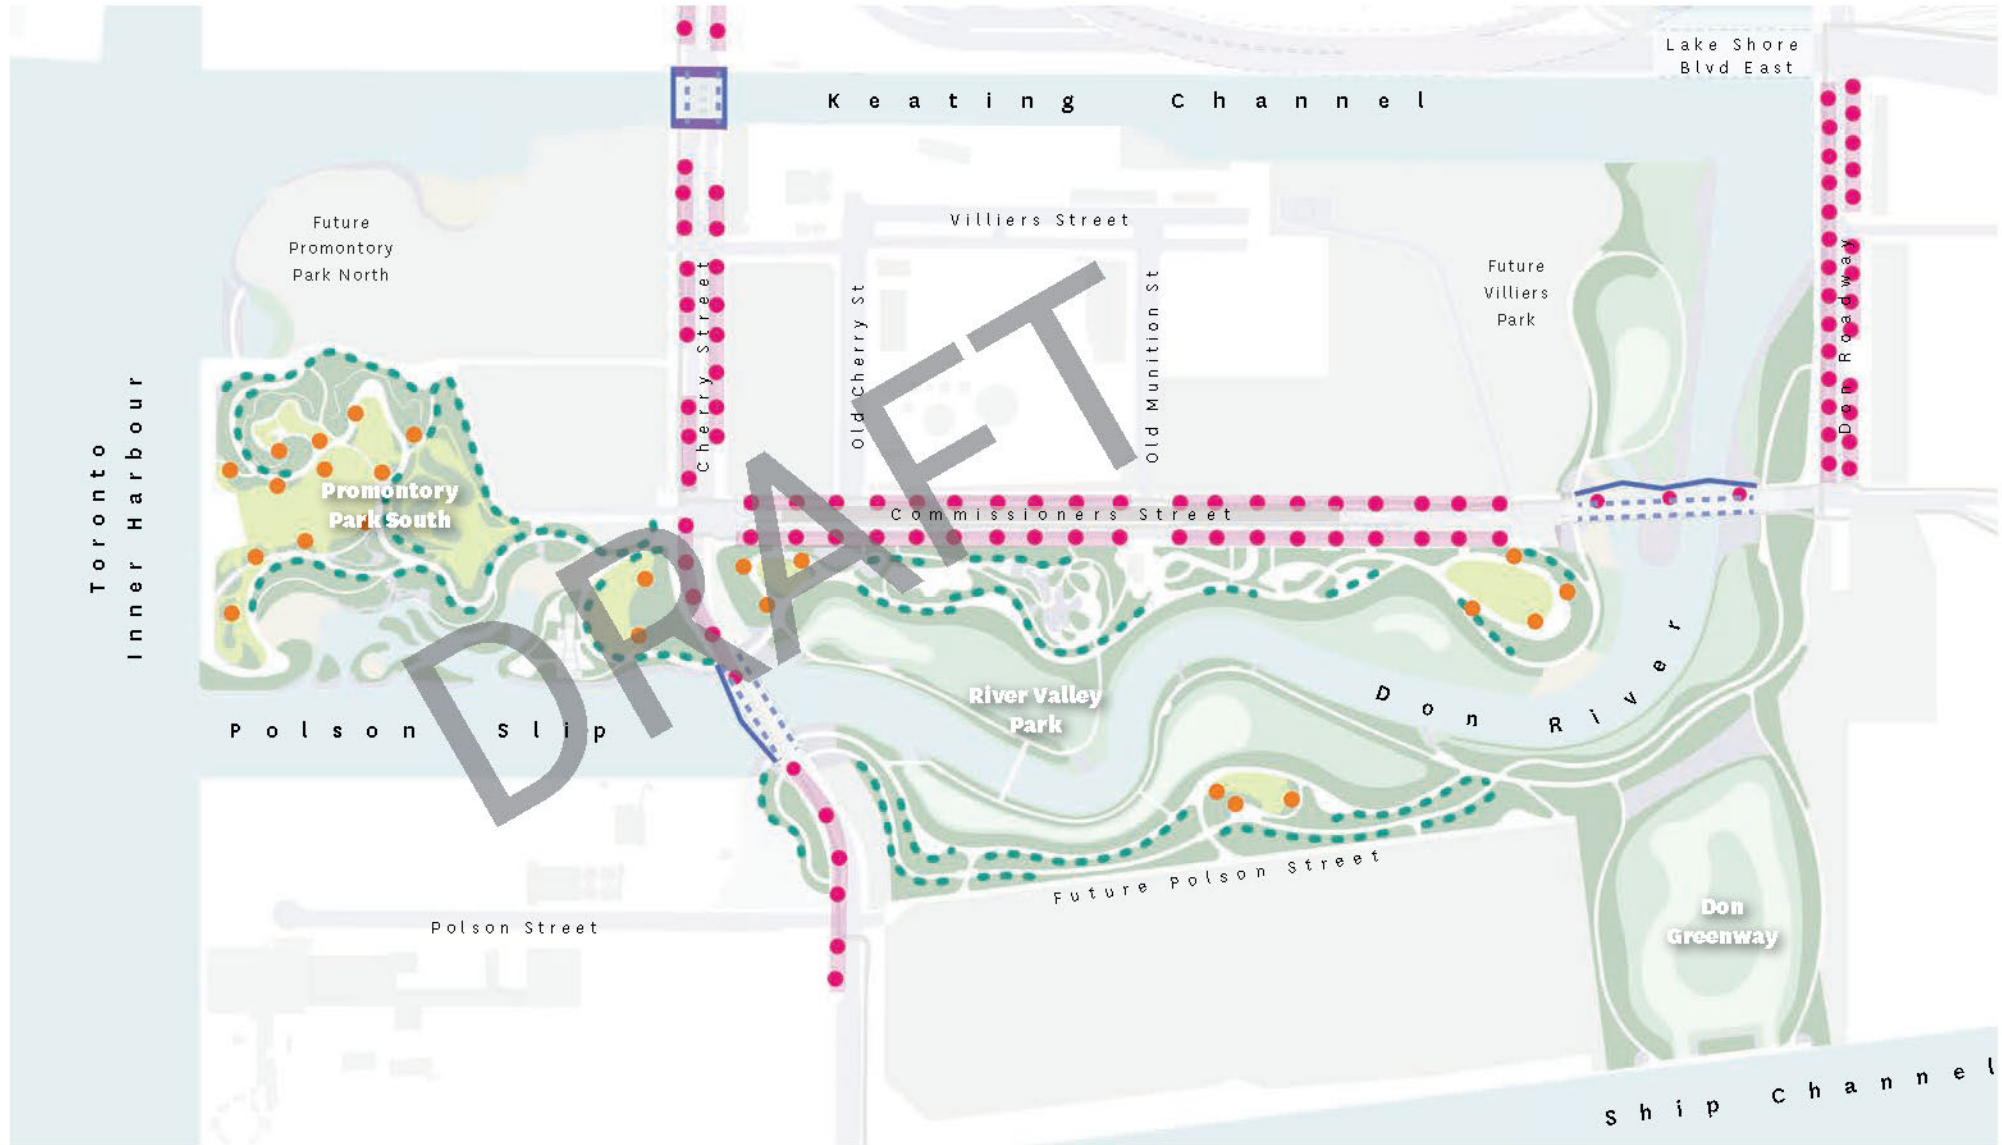 Lake Shore
Blvd East
Keating Channel
Future
Promontory
Park North
Villiers Street
Future
Villiers
Park
Cherry Street
Old Cherry St
Old Munition St
Don Roadway
Toronto
Inner Harbour
Promontory
Park South
Commissioners Street
DRAFT
River Valley
Park
Don River
Polson Slip
Future Polson Street
Polson Street
Don
Greenway
Ship Channel